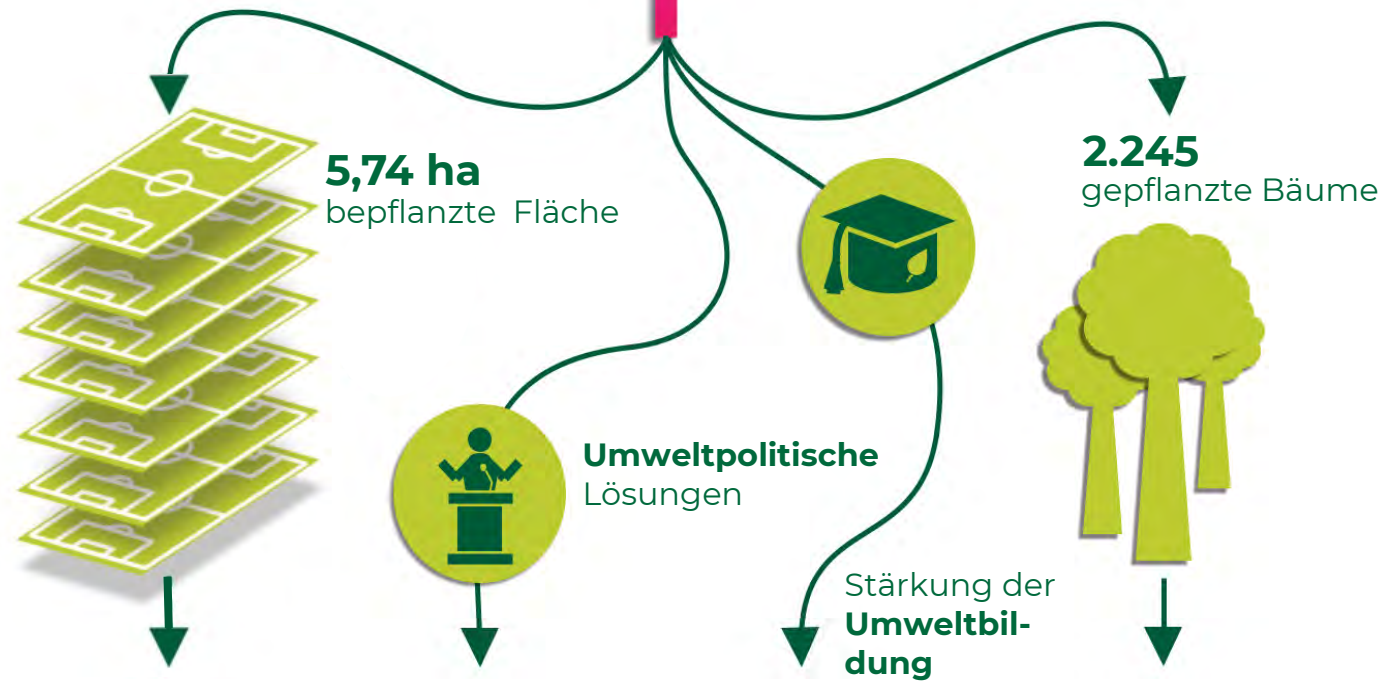 5,74 ha
bepflanzte Fläche
2.245
gepflanzte Bäume
Umweltpolitische
Lösungen
Stärkung der
Umweltbil-
dung